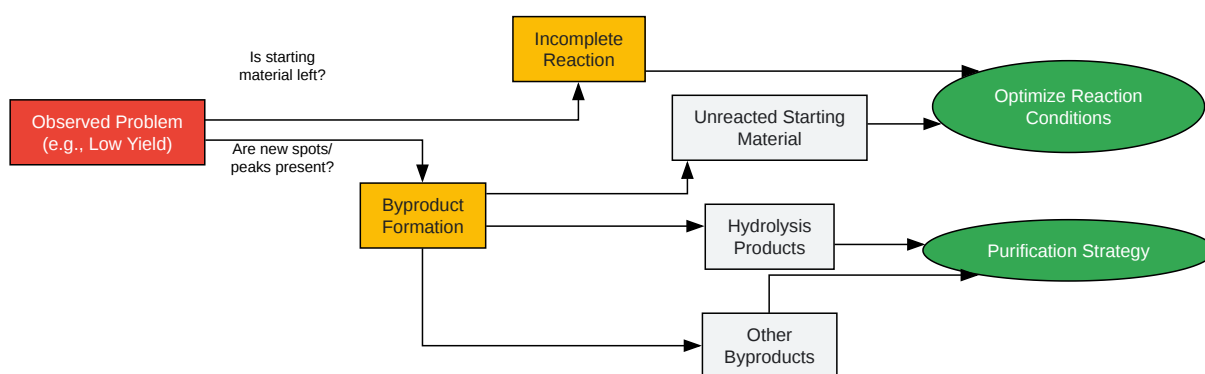 Is starting
material left?
Incomplete
Reaction
Optimize Reaction
Conditions
Observed Problem
(e.g., Low Yield)
Unreacted Starting
Material
Are new spots/
peaks present?
Byproduct
Formation
Hydrolysis
Products
Purification Strategy
Other
Byproducts